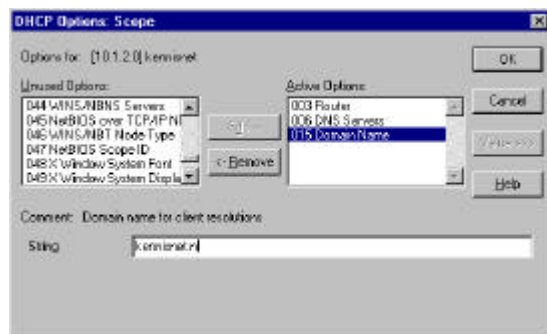 DHCP Options: Scope
Options for: [10.1.2.0] kennisnet
OK
Unused Options:
044 WINS/NBNS Servers
045 NetBIOS over TCP/IP N
046 WINS/NBT Node Type
047 NetBIOS Scope ID
048 X Window System Font
049 X Window System Displa
<- Remove
Active Options:
003 Router
006 DNS Servers
015 Domain Name
Cancel
Value >>>
Help
Comment: Domain name for client resolutions
String
kennisnet.nl